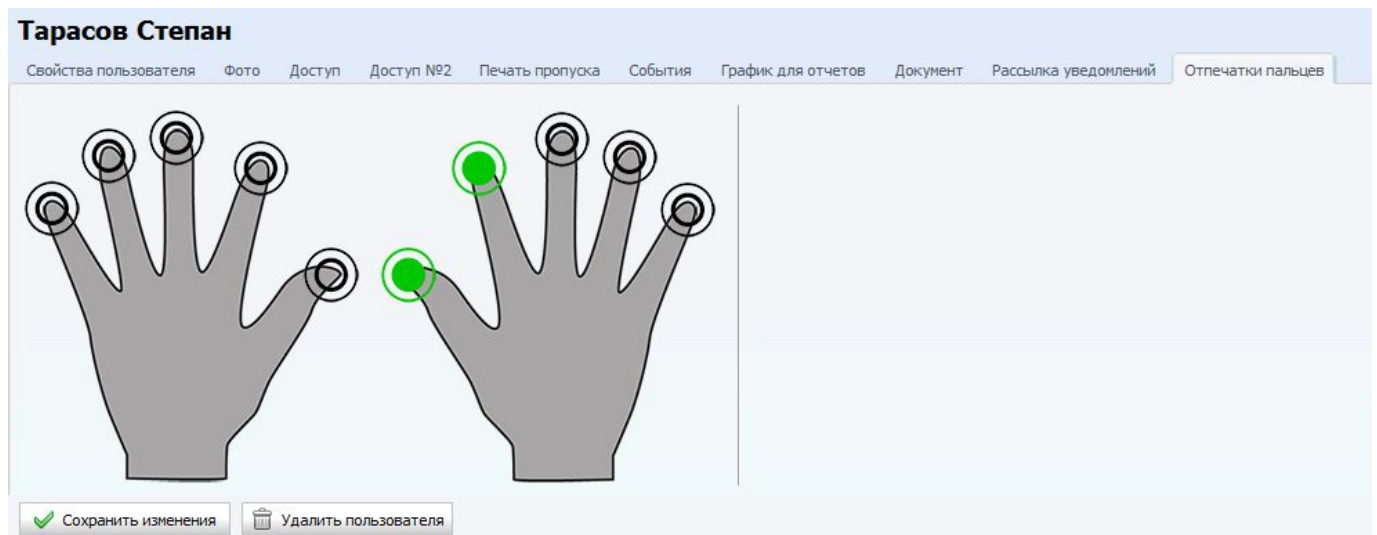 Тарасов Степан
Свойства пользователя Фото Доступ Доступ №2 Печать пропуска События График для отчетов Документ Рассылка уведомлений Отпечатки пальцев
Сохранить изменения Удалить пользователя